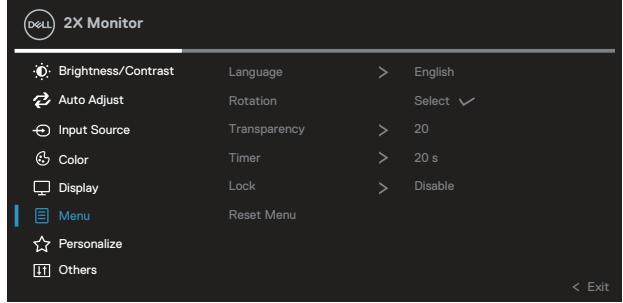 DELL 2X Monitor
Brightness/Contrast Language > English
Auto Adjust Rotation Select ✓
Input Source Transparency > 20
Color Timer > 20 s
Display Lock > Disable
Menu Reset Menu
Personalize
Others
< Exit